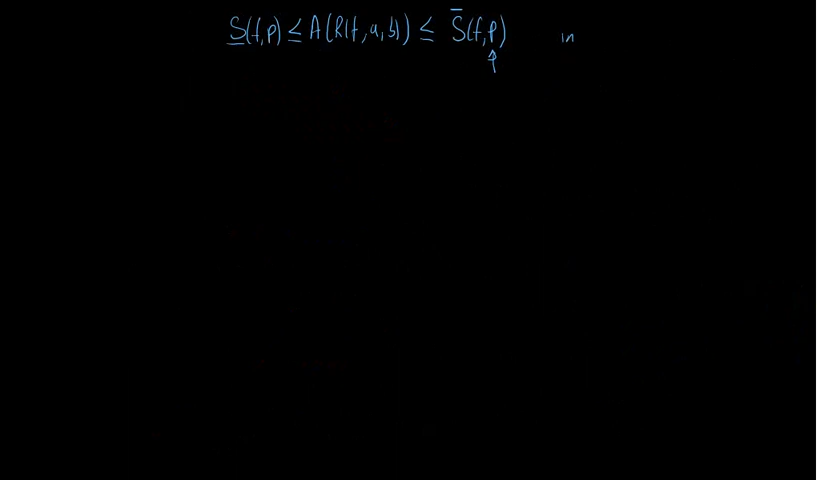 S̲(f,p) ≤ A(R(f,a,b)) ≤ S̄(f,p) in
↑